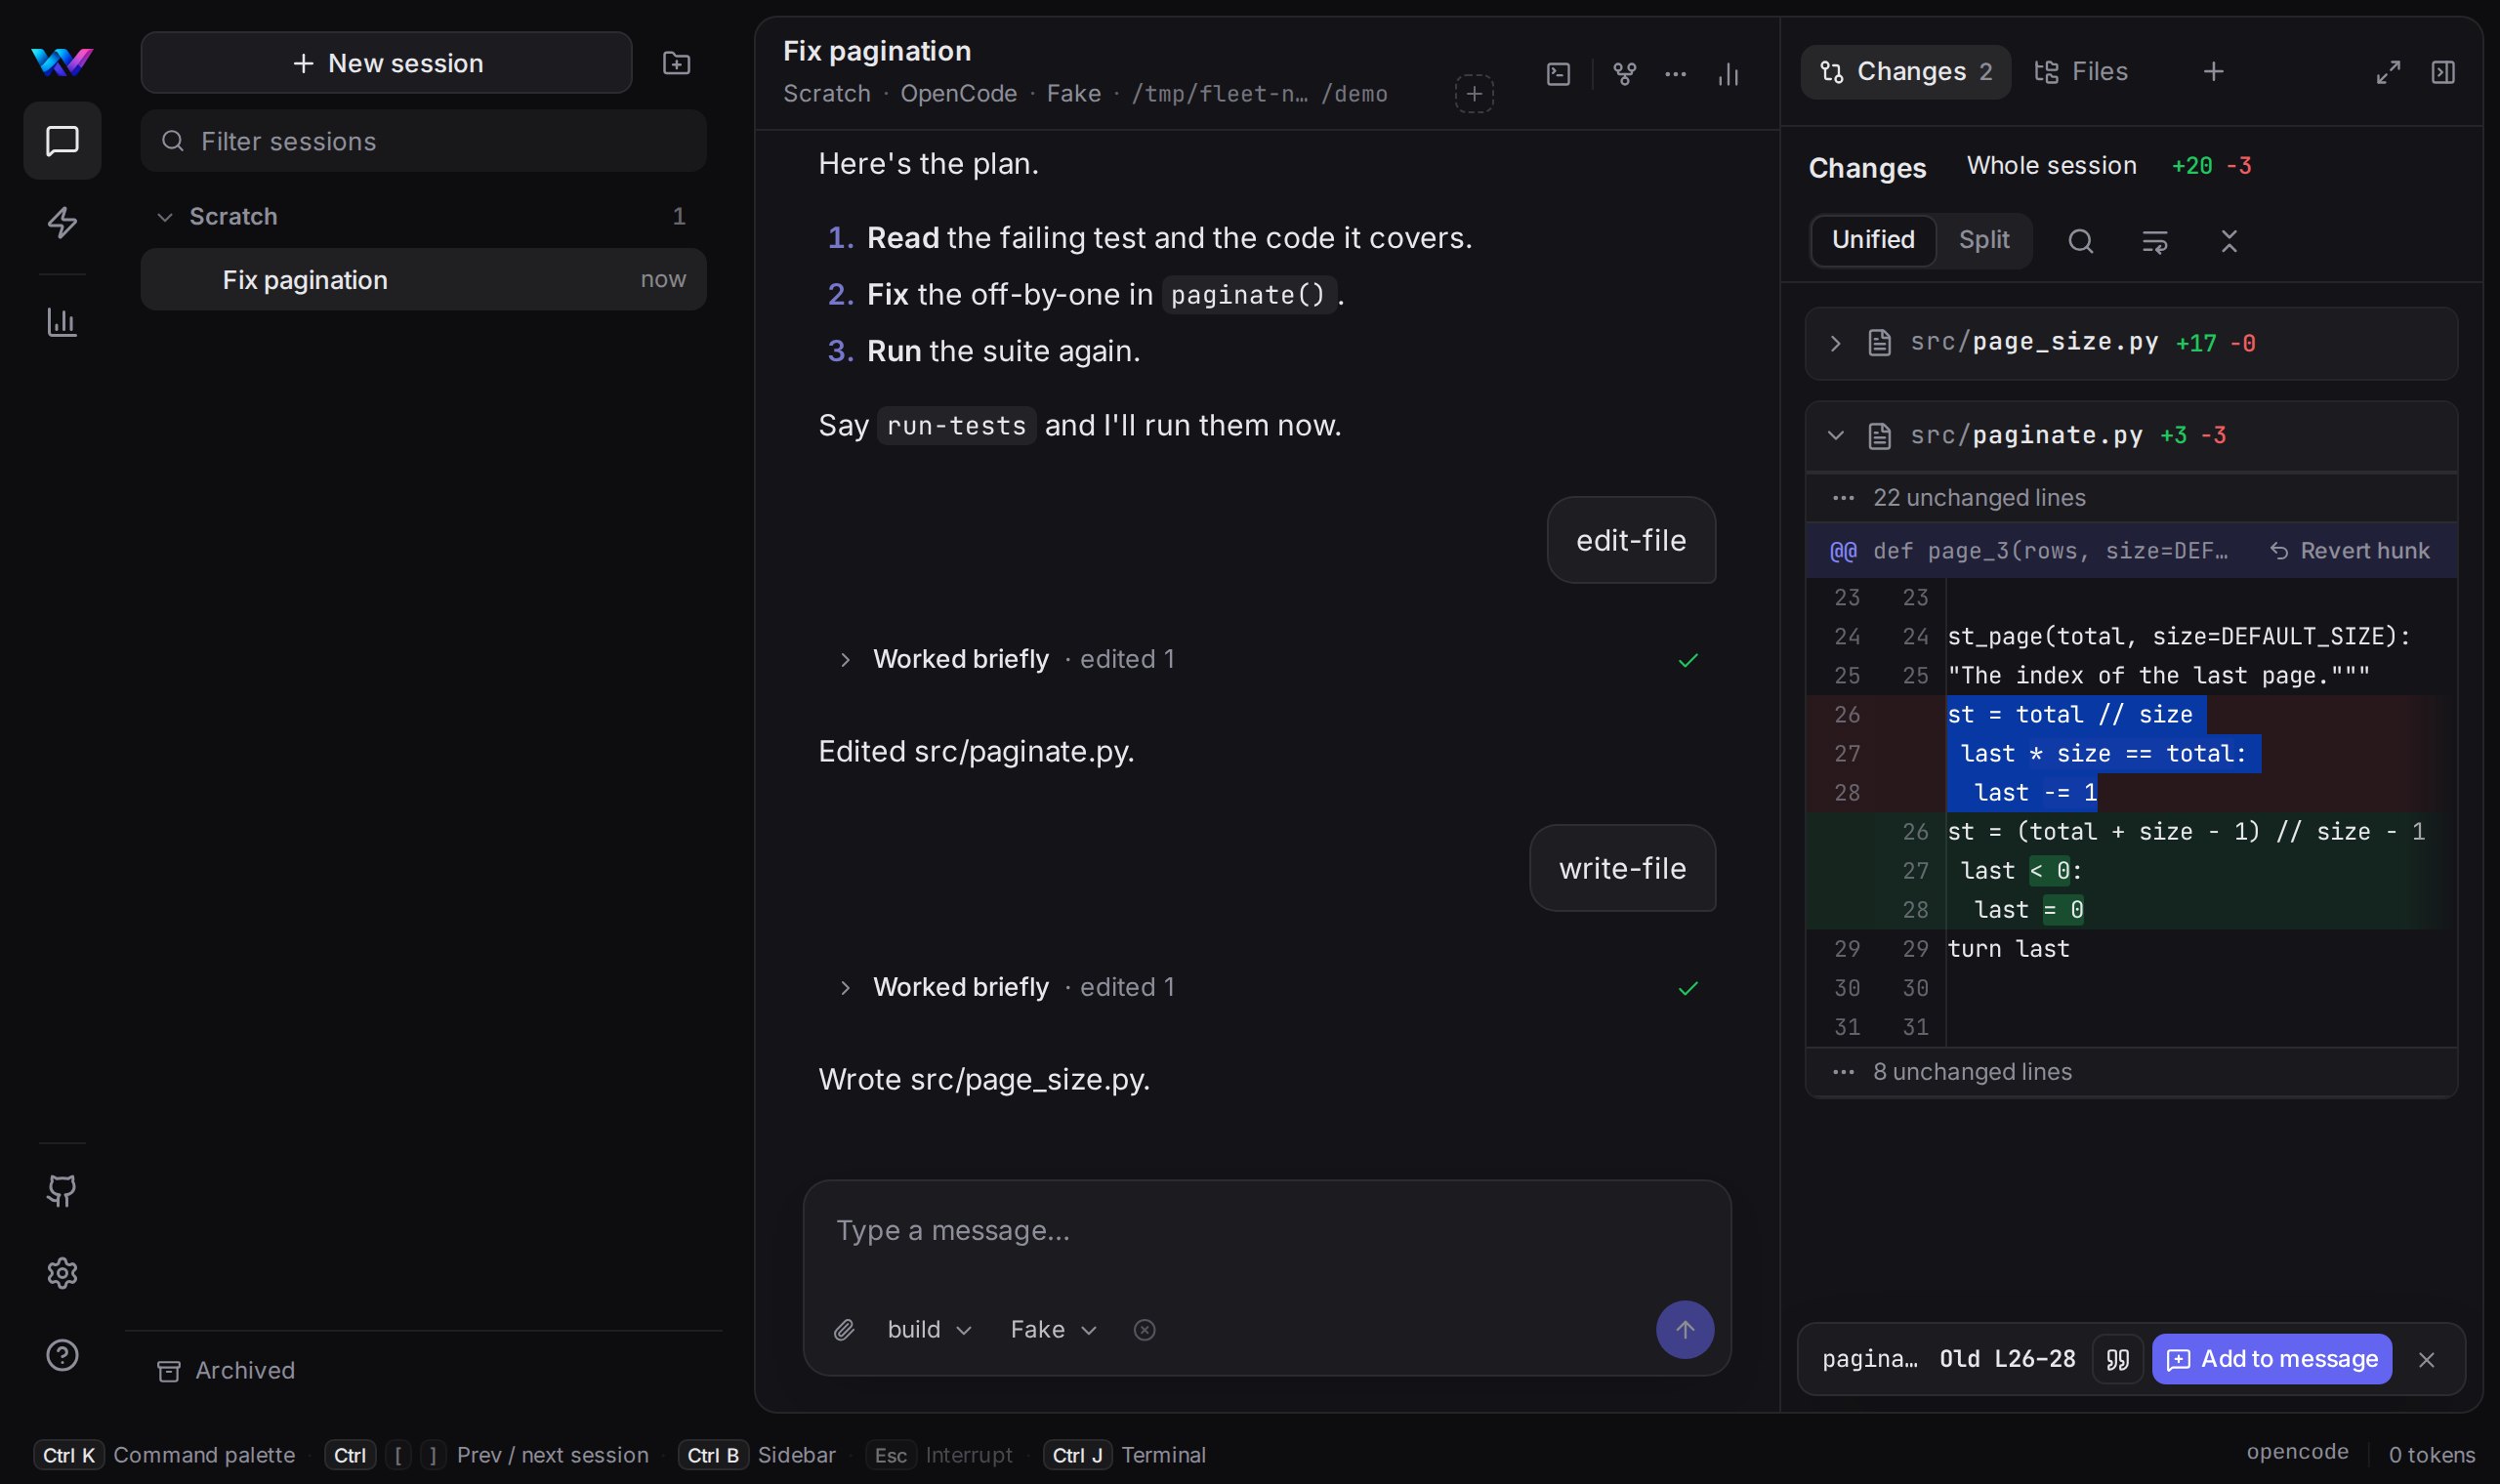 New session
Filter sessions
Scratch 1
Fix pagination now
Archived
Fix pagination
Scratch · OpenCode · Fake · /tmp/fleet-n… /demo
Here's the plan.
1. Read the failing test and the code it covers.
2. Fix the off-by-one in paginate().
3. Run the suite again.
Say run-tests and I'll run them now.
edit-file
Worked briefly · edited 1
Edited src/paginate.py.
write-file
Worked briefly · edited 1
Wrote src/page_size.py.
Type a message...
build Fake
Changes 2 Files
Changes Whole session +20 -3
Unified Split
src/page_size.py +17 -0
src/paginate.py +3 -3
··· 22 unchanged lines
@@ def page_3(rows, size=DEF… Revert hunk
23 23
24 24 st_page(total, size=DEFAULT_SIZE):
25 25 "The index of the last page."""
26 st = total // size
27 last * size == total:
28 last -= 1
26 st = (total + size - 1) // size - 1
27 last < 0:
28 last = 0
29 29 turn last
30 30
31 31
··· 8 unchanged lines
pagina… Old L26–28 Add to message
Ctrl K Command palette · Ctrl [ ] Prev / next session · Ctrl B Sidebar · Esc Interrupt · Ctrl J Terminal
opencode 0 tokens